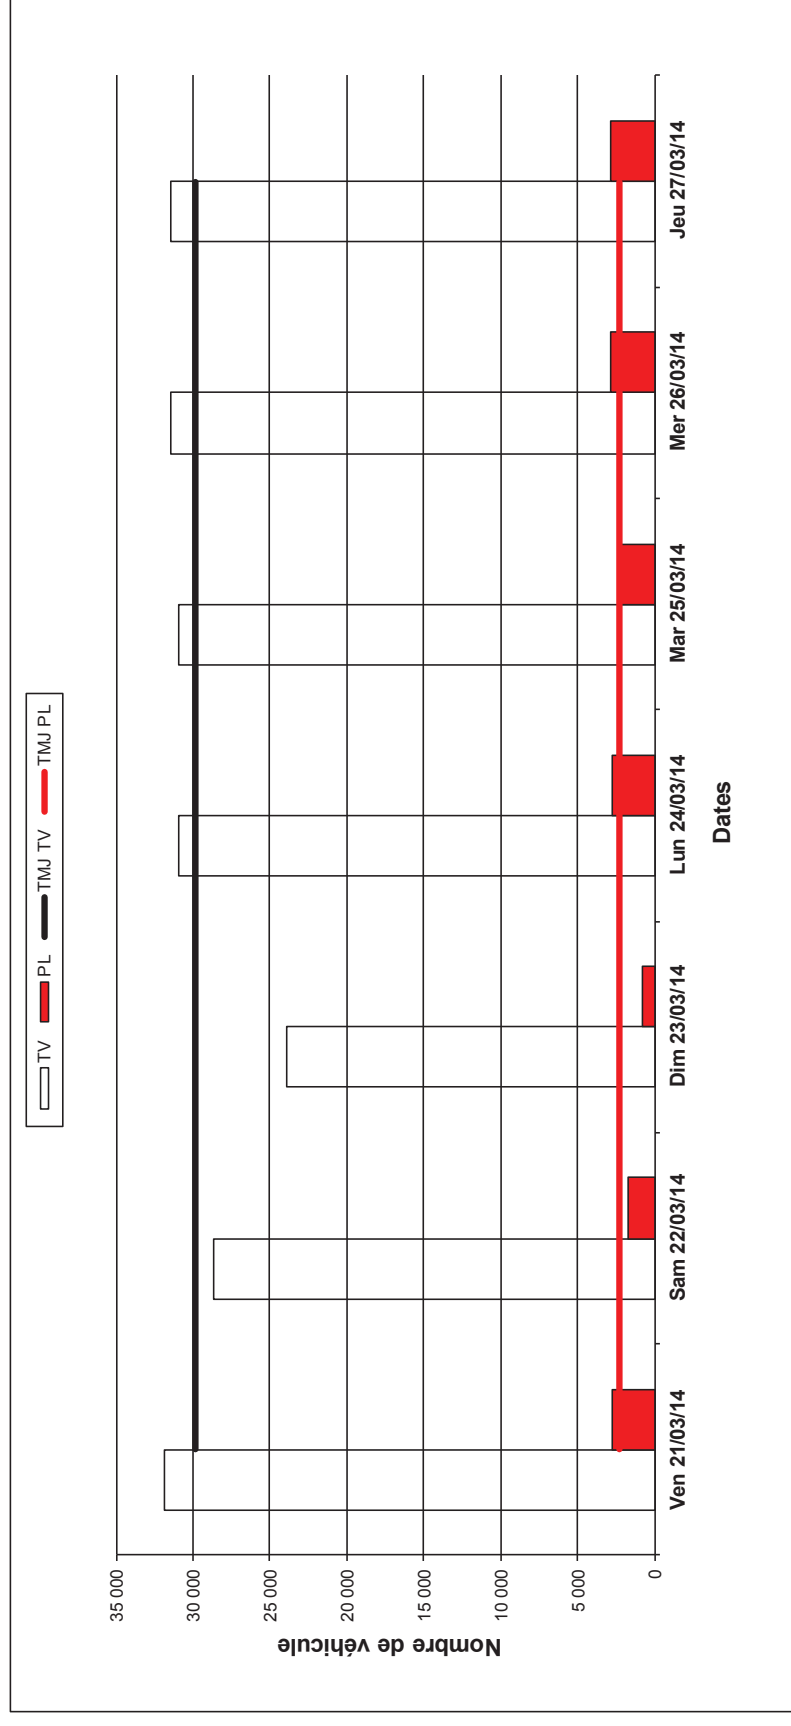 TV PL TMJ TV TMJ PL
Nombre de véhicule
35 000
30 000
25 000
20 000
15 000
10 000
5 000
0
Ven 21/03/14 Sam 22/03/14 Dim 23/03/14 Lun 24/03/14 Mar 25/03/14 Mer 26/03/14 Jeu 27/03/14
Dates